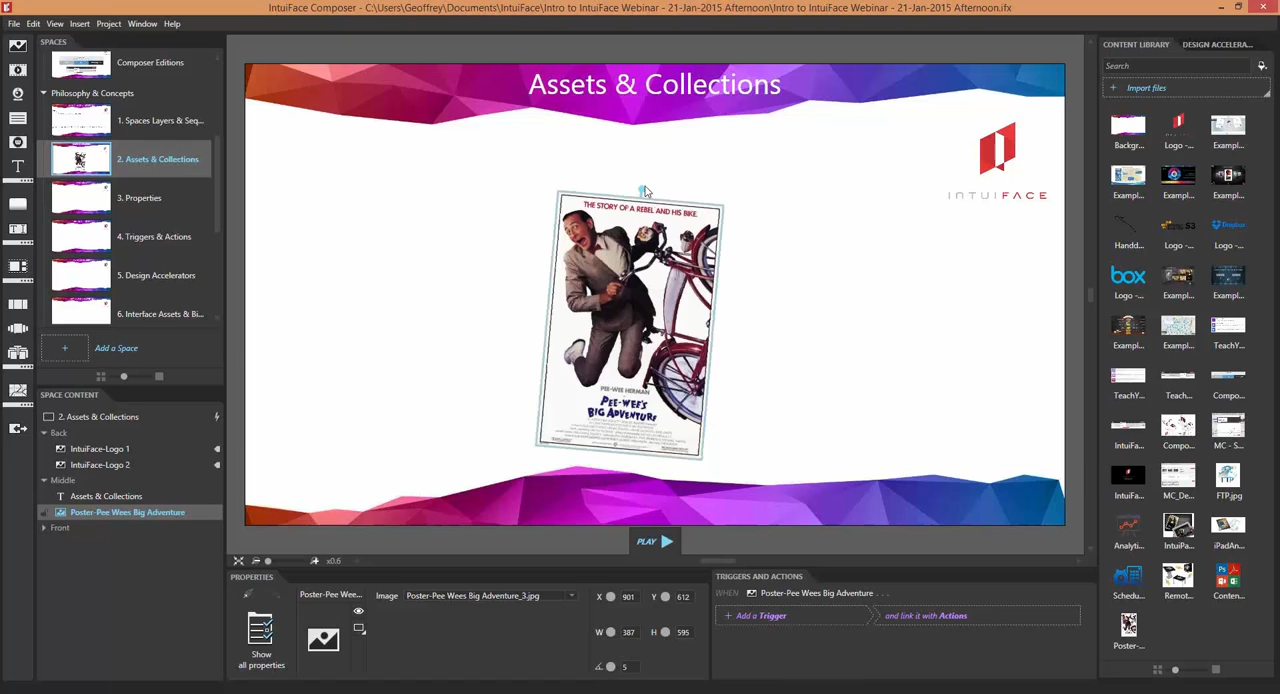 IntuiFace Composer - C:\Users\Geoffrey\Documents\IntuiFace\Intro to IntuiFace Webinar - 21-Jan-2015 Afternoon\Intro to IntuiFace Webinar - 21-Jan-2015 Afternoon.ifx
File Edit View Insert Project Window Help
SPACES
Composer Editions
Philosophy & Concepts
1. Spaces Layers & Seq...
2. Assets & Collections
3. Properties
4. Triggers & Actions
5. Design Accelerators
6. Interface Assets & Bi...
+ Add a Space
SPACE CONTENT
2. Assets & Collections
Back
IntuiFace-Logo 1
IntuiFace-Logo 2
Middle
T Assets & Collections
Poster-Pee Wees Big Adventure
Front
Assets & Collections
INTUIFACE
THE STORY OF A REBEL AND HIS BIKE.
PEE-WEE HERMAN
PEE-WEE'S
BIG ADVENTURE
PLAY
x0.6
PROPERTIES
Show
all properties
Poster-Pee Wee...
Image Poster-Pee Wees Big Adventure_3.jpg
X 901 Y 612
W 387 H 595
5
TRIGGERS AND ACTIONS
WHEN Poster-Pee Wees Big Adventure ...
+ Add a Trigger and link it with Actions
CONTENT LIBRARY DESIGN ACCELERA...
Search
+ Import files
Backgr... Logo -... Exampl...
Exampl... Exampl... Exampl...
Handd... Logo -... Logo -...
box
Logo -... Exampl... Exampl...
Exampl... Exampl... TeachY...
TeachY... Teach... Compo...
IntuiFa... Compo... MC - S...
IntuiFa... MC_De... FTP.jpg
Analyti... IntuiPa... iPadAn...
Schedu... Remot... Conten...
Poster-...